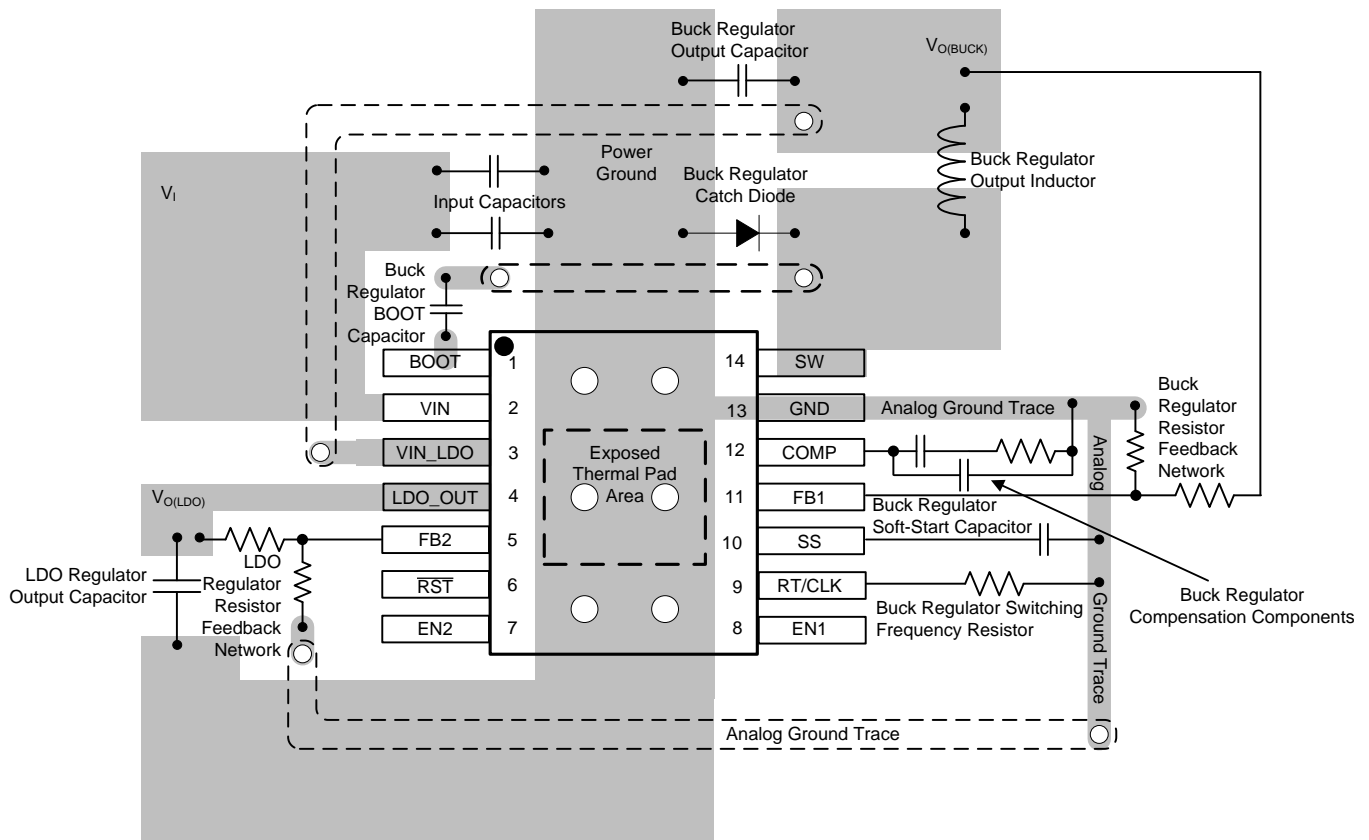 Buck Regulator
Output Capacitor
VO(BUCK)
Power
Ground
Buck Regulator
Output Inductor
VI
Input Capacitors
Buck Regulator
Catch Diode
Buck
Regulator
BOOT
Capacitor
BOOT
1
14
SW
VIN
2
13
GND
Analog Ground Trace
Buck
Regulator
Resistor
Feedback
Network
VIN_LDO
3
12
COMP
Exposed
Thermal Pad
Area
Analog
Ground Trace
VO(LDO)
LDO_OUT
4
11
FB1
Buck Regulator
Soft-Start Capacitor
FB2
5
10
SS
LDO Regulator
Output Capacitor
LDO
Regulator
Resistor
Feedback
Network
R̅S̅T̅
6
9
RT/CLK
Buck Regulator Switching
Frequency Resistor
Buck Regulator
Compensation Components
EN2
7
8
EN1
Analog Ground Trace